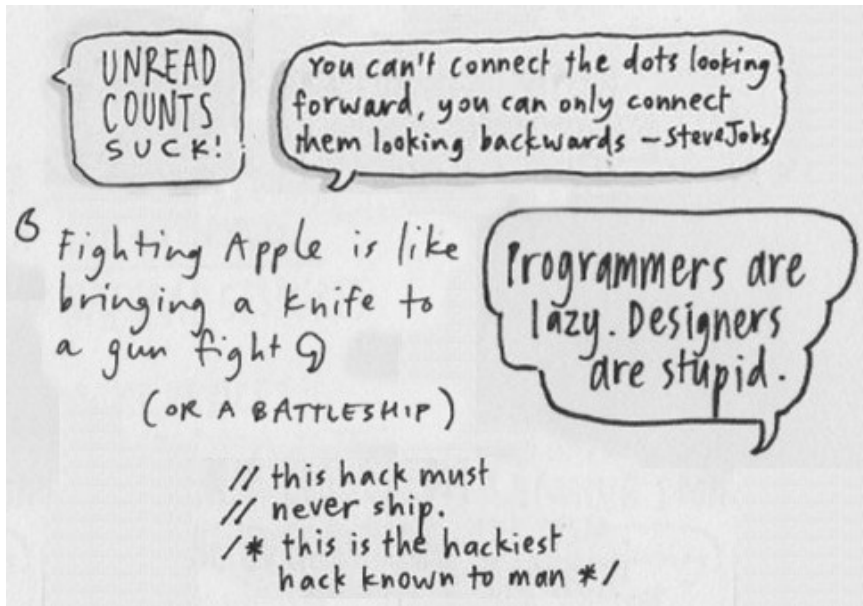 UNREAD
COUNTS
SUCK!
You can't connect the dots looking
forward, you can only connect
them looking backwards - Steve Jobs
Fighting Apple is like
bringing a knife to
a gun fight
(OR A BATTLESHIP)
Programmers are
lazy. Designers
are stupid.
// this hack must
// never ship.
/* this is the hackiest
hack known to man */